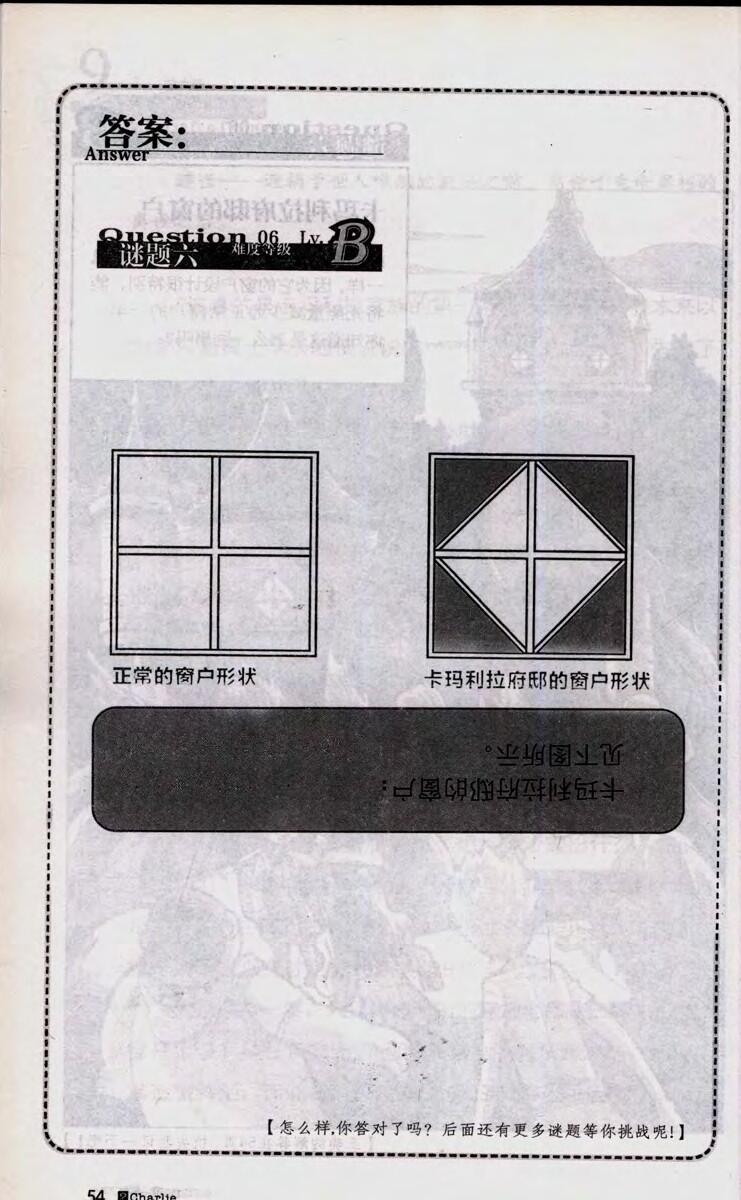 答案：
Answer
Question 06 Lv. B
谜题六 难度等级
正常的窗户形状
卡玛利拉府邸的窗户形状
卡玛利拉府邸的窗户：
见下图所示。
【怎么样，你答对了吗？后面还有更多谜题等你挑战呢！】
54 Charlie